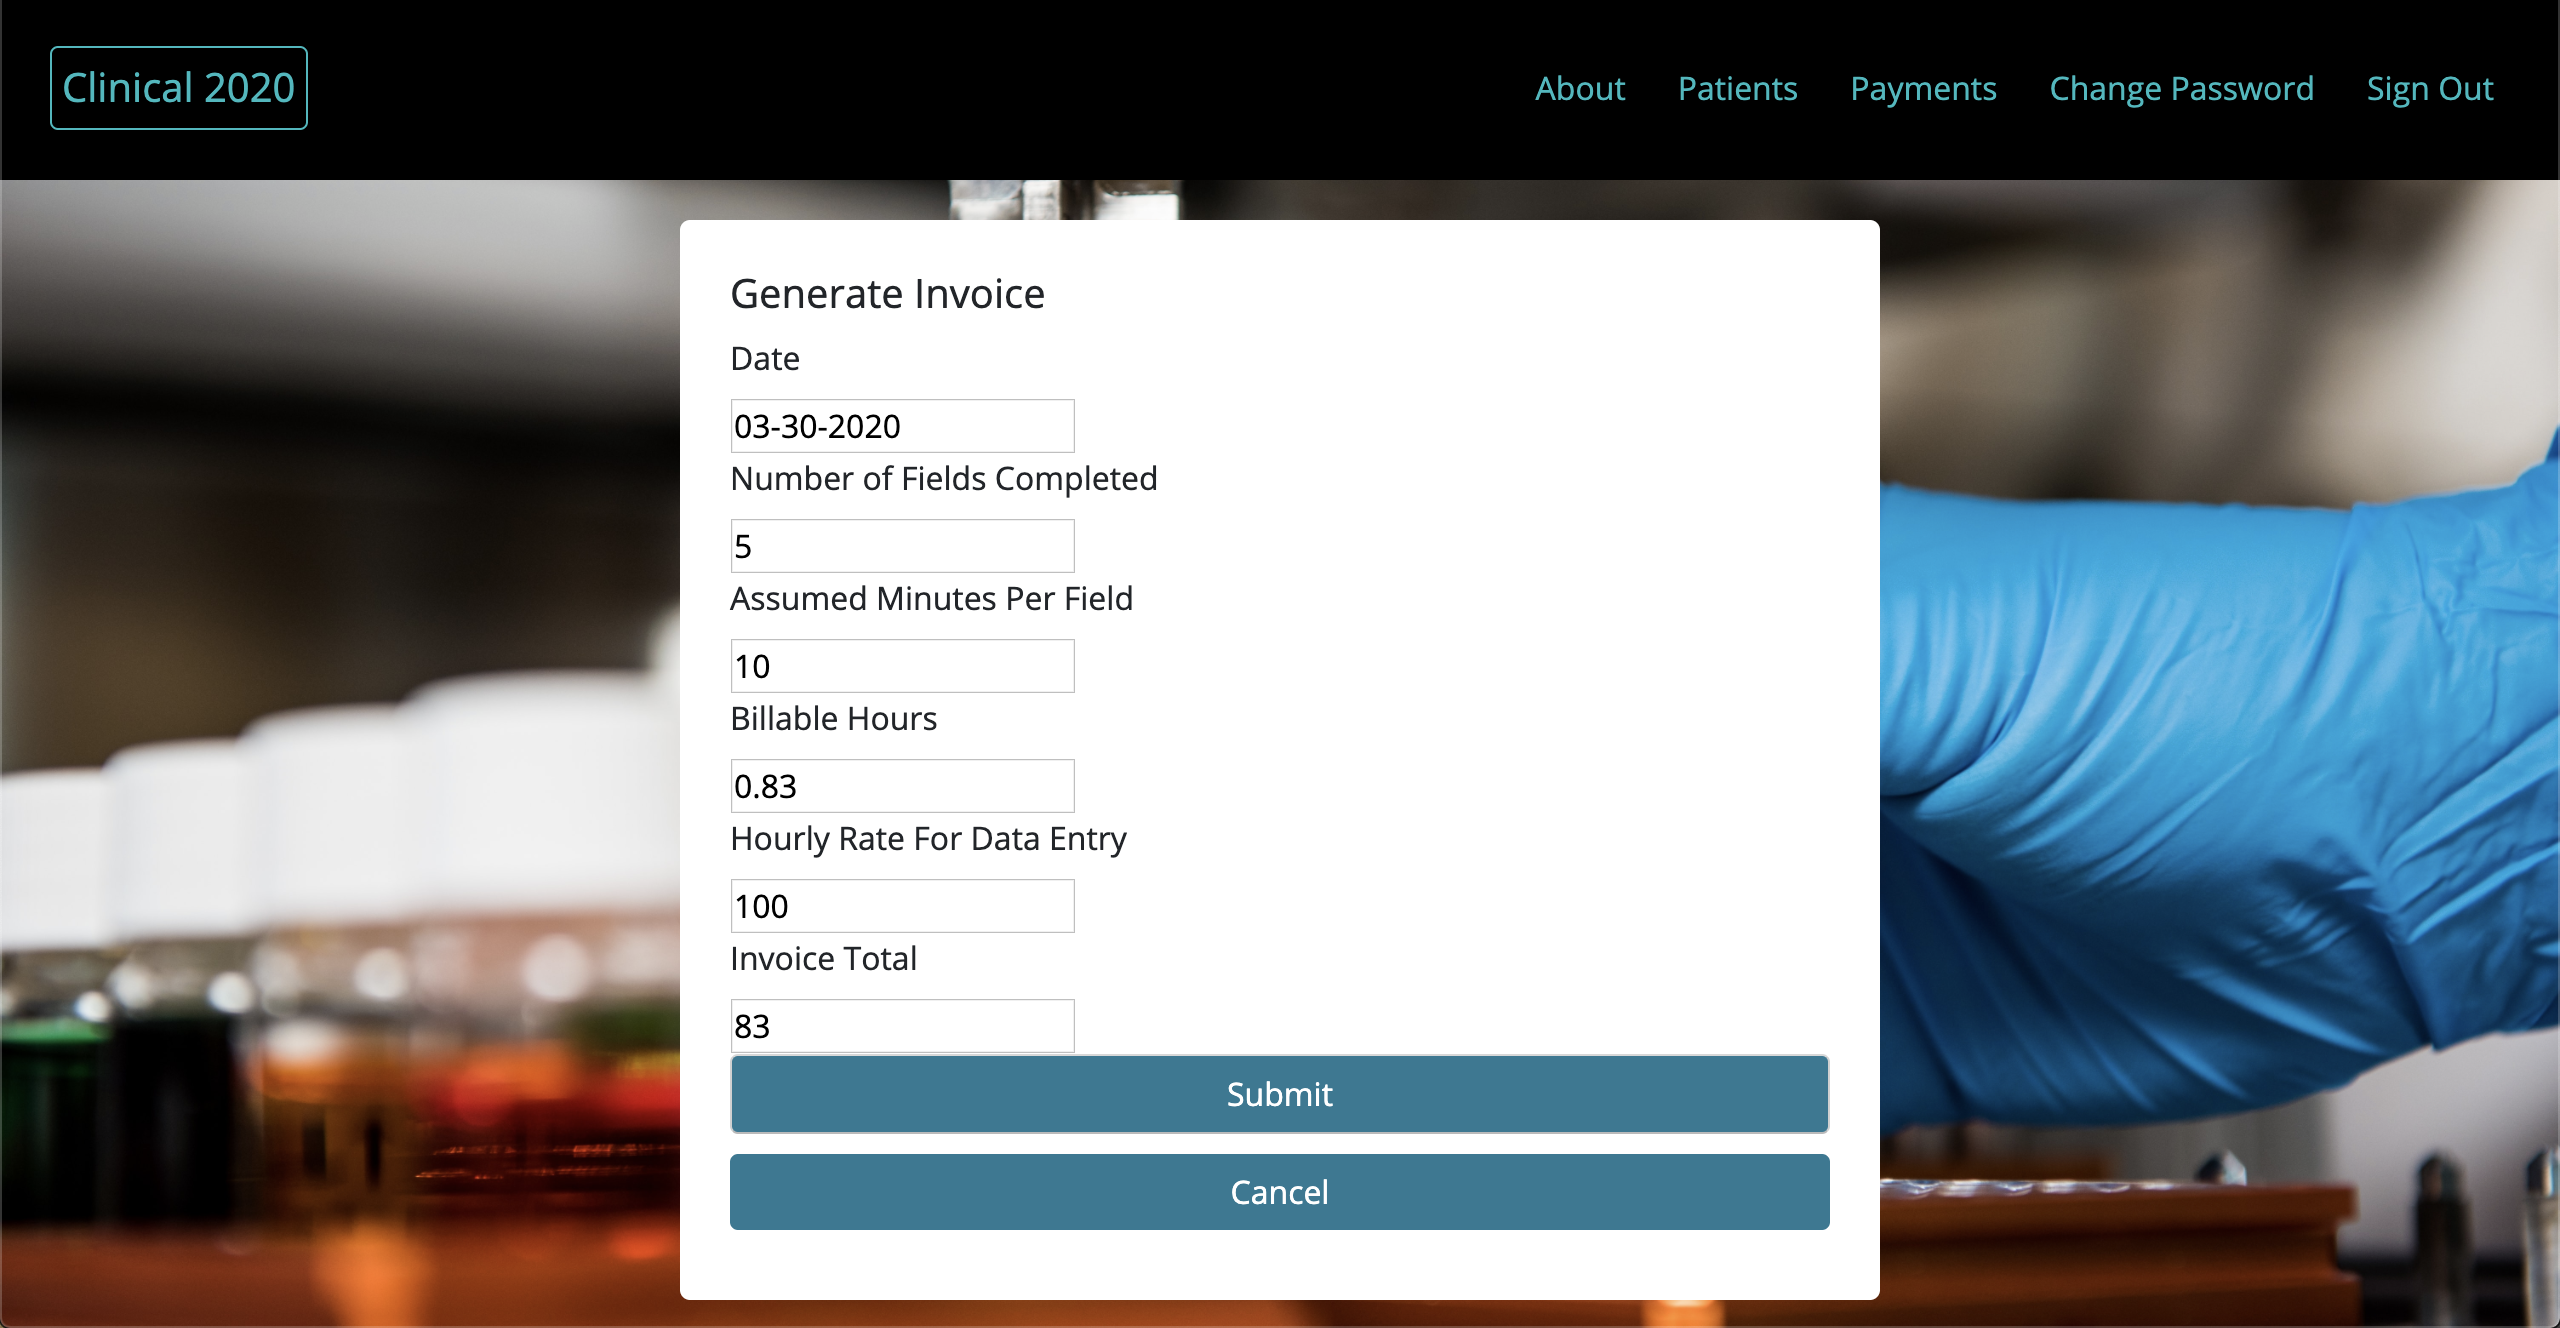 Clinical 2020
About
Patients
Payments
Change Password
Sign Out
Generate Invoice
Date
03-30-2020
Number of Fields Completed
5
Assumed Minutes Per Field
10
Billable Hours
0.83
Hourly Rate For Data Entry
100
Invoice Total
83
Submit
Cancel